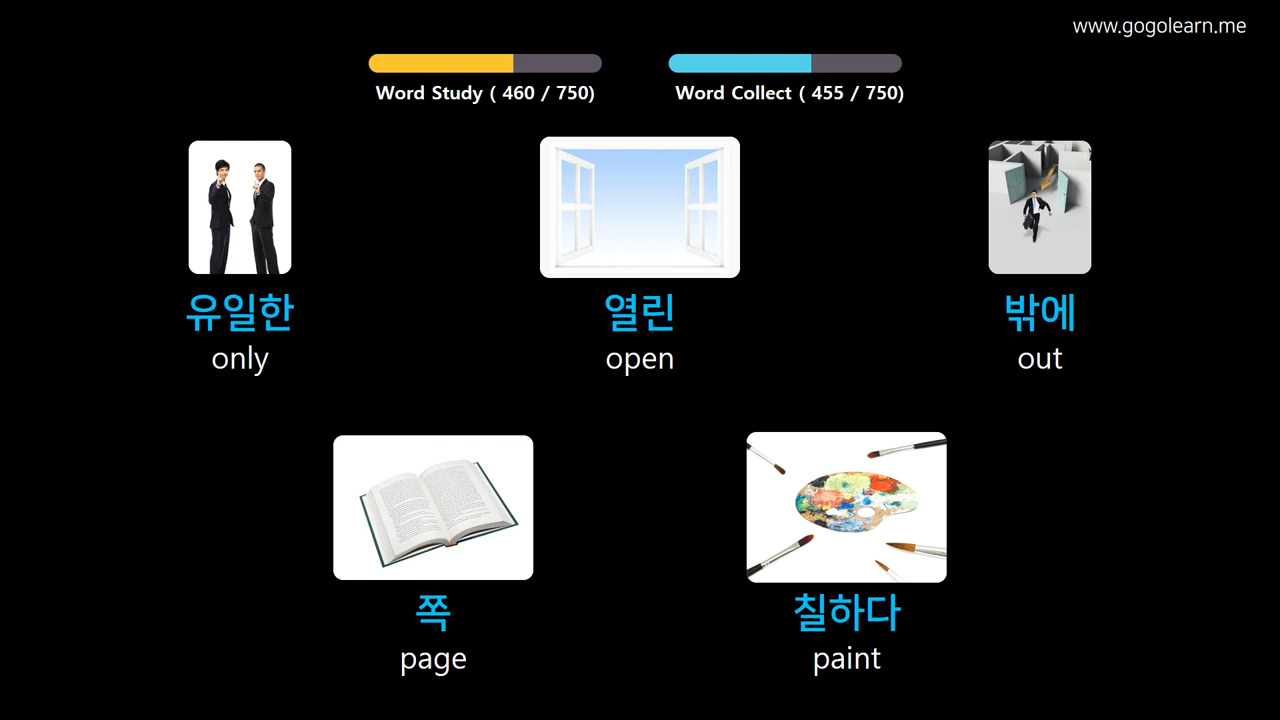 www.gogolearn.me
Word Study ( 460 / 750)
Word Collect ( 455 / 750)
유일한
only
열린
open
밖에
out
쪽
page
칠하다
paint